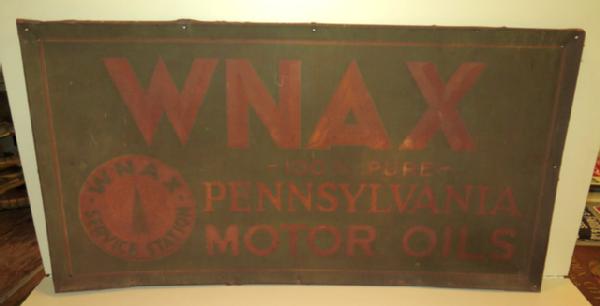 WNAX
-100% PURE-
PENNSYLVANIA
MOTOR OILS
WNAX
SERVICE STATION